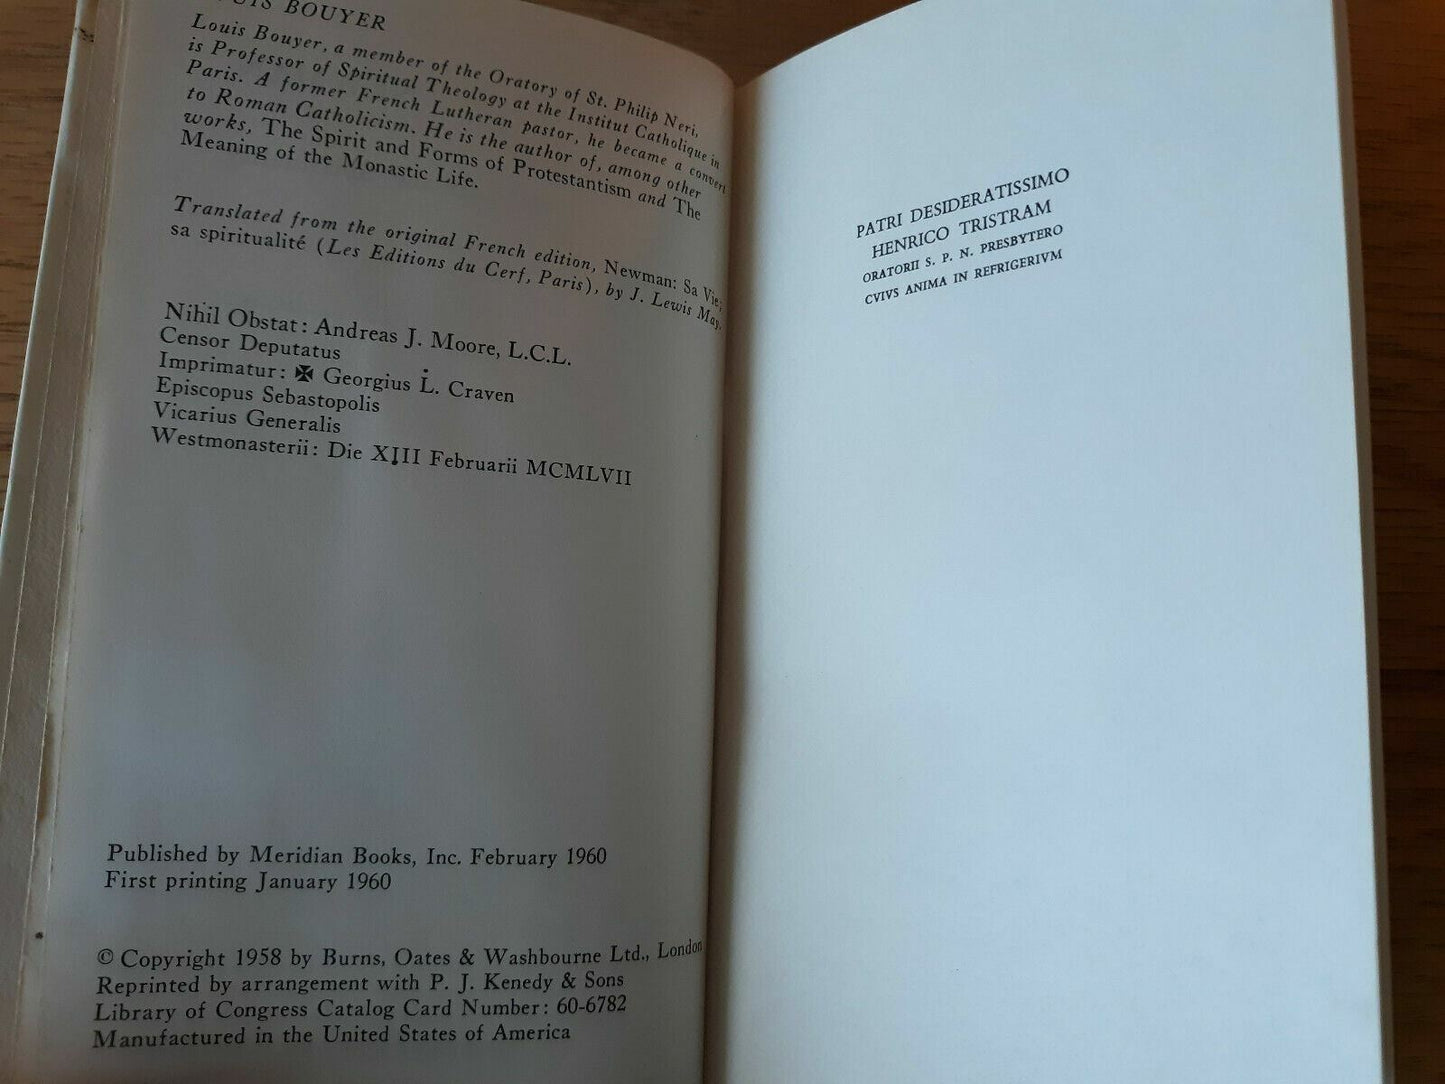 LOUIS BOUYER
Louis Bouyer, a member of the Oratory of St. Philip Neri,
is Professor of Spiritual Theology at the Institut Catholique in
Paris. A former French Lutheran pastor, he became a convert
to Roman Catholicism. He is the author of, among other
works, The Spirit and Forms of Protestantism and The
Meaning of the Monastic Life.
Translated from the original French edition, Newman: Sa Vie;
sa spiritualité (Les Editions du Cerf, Paris), by J. Lewis May.
Nihil Obstat: Andreas J. Moore, L.C.L.
Censor Deputatus
Imprimatur: ✠ Georgius L. Craven
Episcopus Sebastopolis
Vicarius Generalis
Westmonasterii: Die XIII Februarii MCMLVII
Published by Meridian Books, Inc. February 1960
First printing January 1960
© Copyright 1958 by Burns, Oates & Washbourne Ltd., London
Reprinted by arrangement with P. J. Kenedy & Sons
Library of Congress Catalog Card Number: 60-6782
Manufactured in the United States of America
PATRI DESIDERATISSIMO
HENRICO TRISTRAM
ORATORII S. P. N. PRESBYTERO
CVIVS ANIMA IN REFRIGERIVM